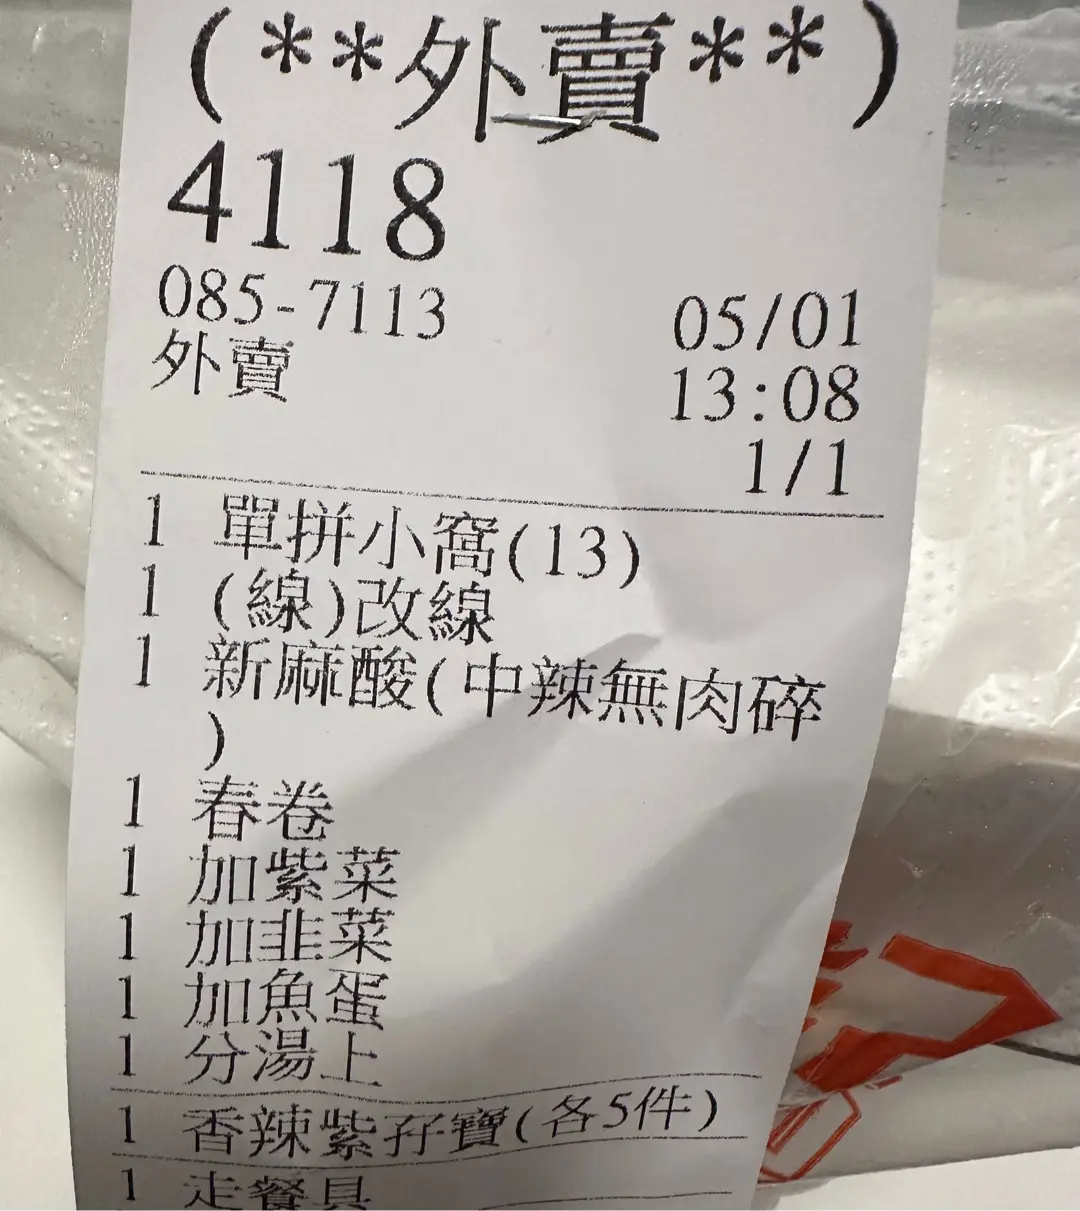 (**外賣**)
4118
085-7113
05/01
外賣
13:08
1/1
1 單拼小窩(13)
1 (線)改線
1 新麻酸(中辣無肉碎
)
1 春卷
1 加紫菜
1 加韭菜
1 加魚蛋
1 分湯上
1 香辣紫孖寶(各5件)
1 走餐具